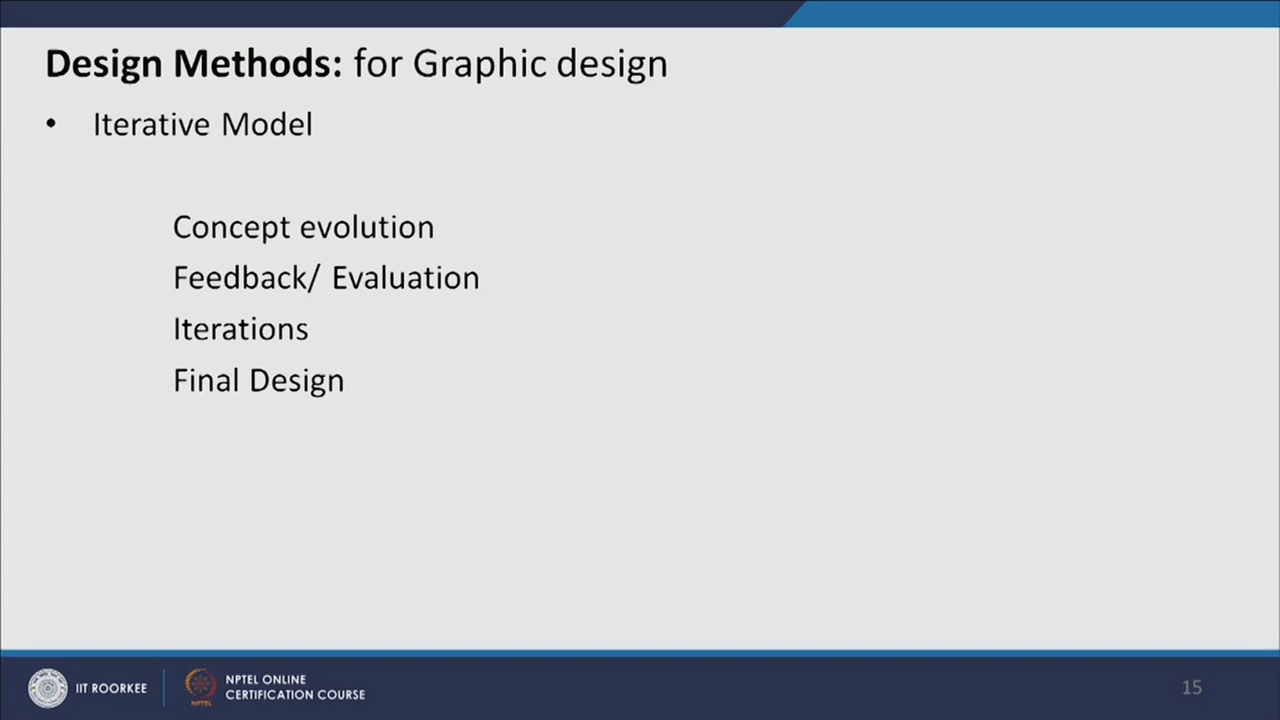 Design Methods: for Graphic design
• Iterative Model
Concept evolution
Feedback/ Evaluation
Iterations
Final Design
IIT ROORKEE
NPTEL
NPTEL ONLINE
CERTIFICATION COURSE
15